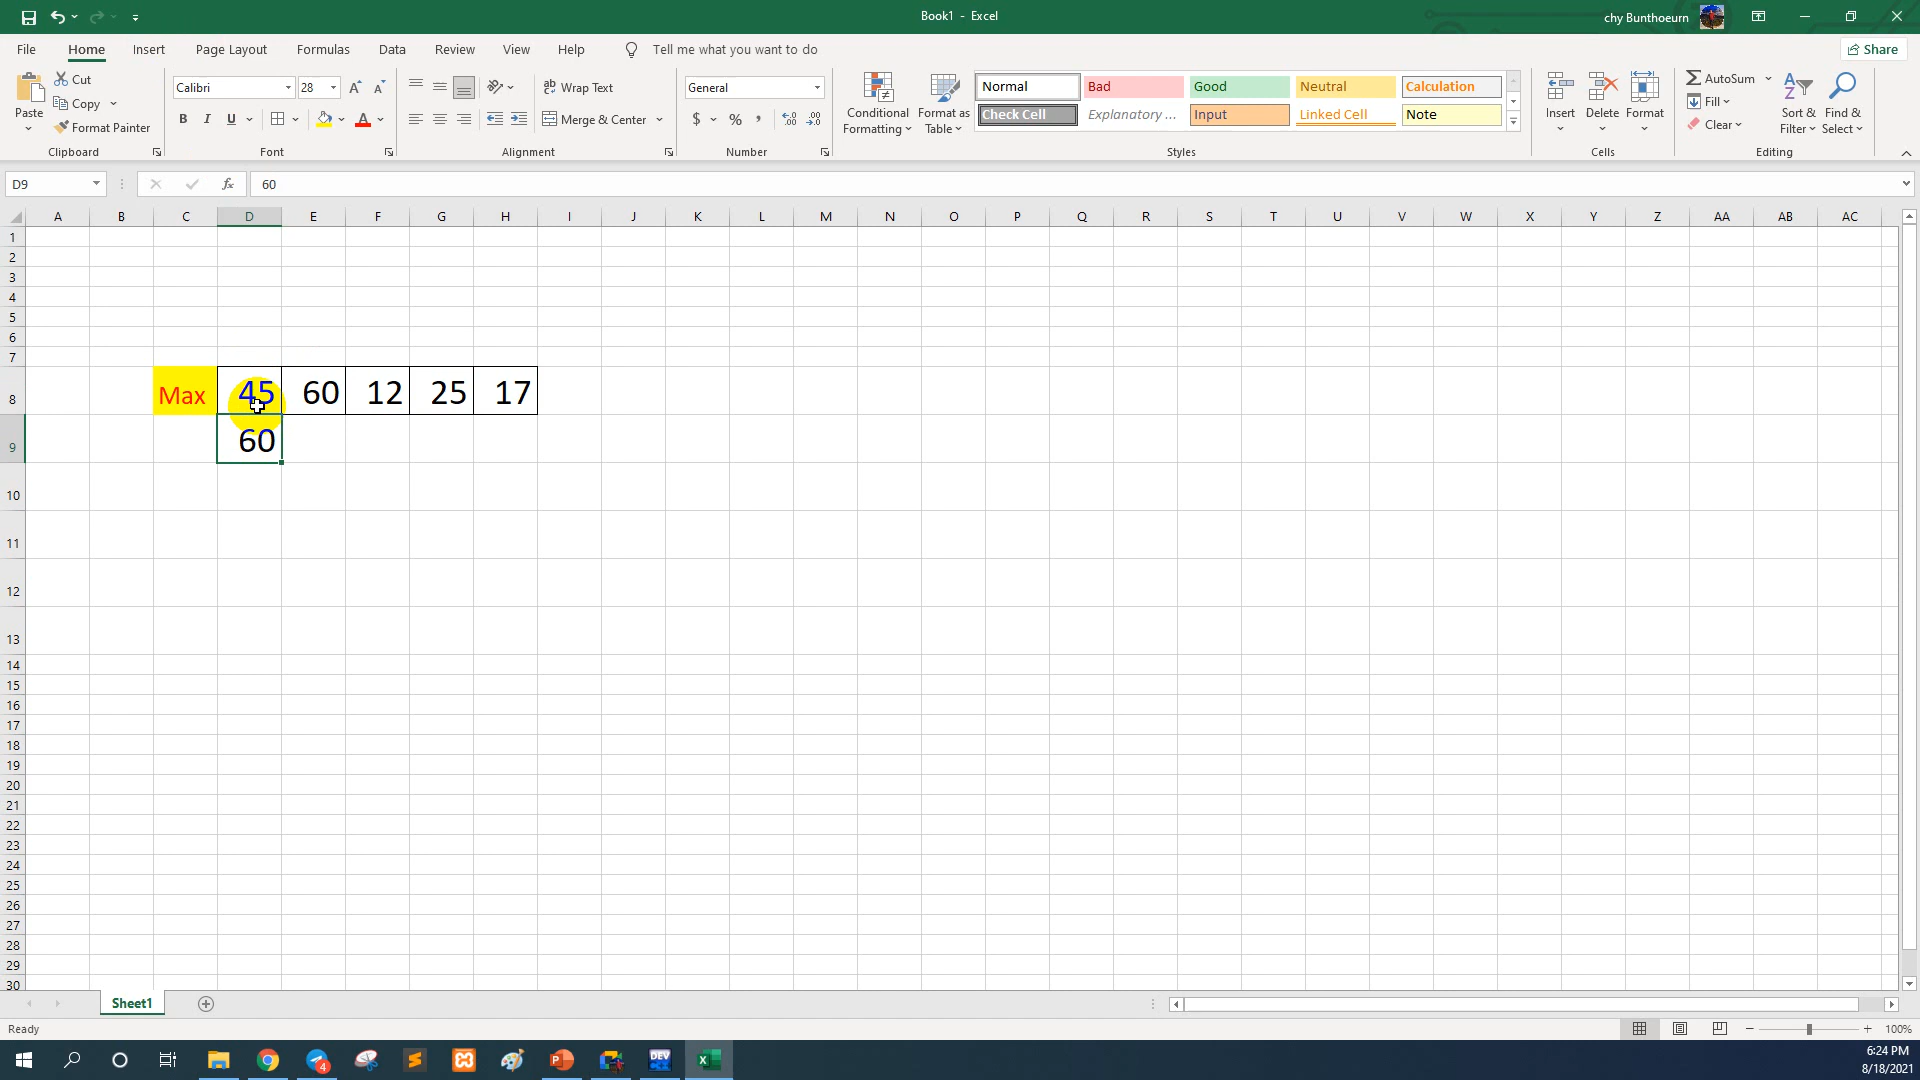 Book1 - Excel
chy Bunthoeurn
File Home Insert Page Layout Formulas Data Review View Help Tell me what you want to do Share
Paste Cut Copy Format Painter Clipboard
Calibri 28 B I U A A A Font
Wrap Text Merge & Center Alignment
General $ % , Number
Conditional Formatting Format as Table
Normal Bad Good Neutral Calculation
Check Cell Explanatory ... Input Linked Cell Note
Styles
Insert Delete Format Cells
AutoSum Fill Clear Sort & Filter Find & Select Editing
D9 fx 60
A B C D E F G H I J K L M N O P Q R S T U V W X Y Z AA AB AC
1
2
3
4
5
6
7
8 Max 45 60 12 25 17
9 60
10
11
12
13
14
15
16
17
18
19
20
21
22
23
24
25
26
27
28
29
30
Sheet1
Ready 100%
4 DEV 6:24 PM
8/18/2021